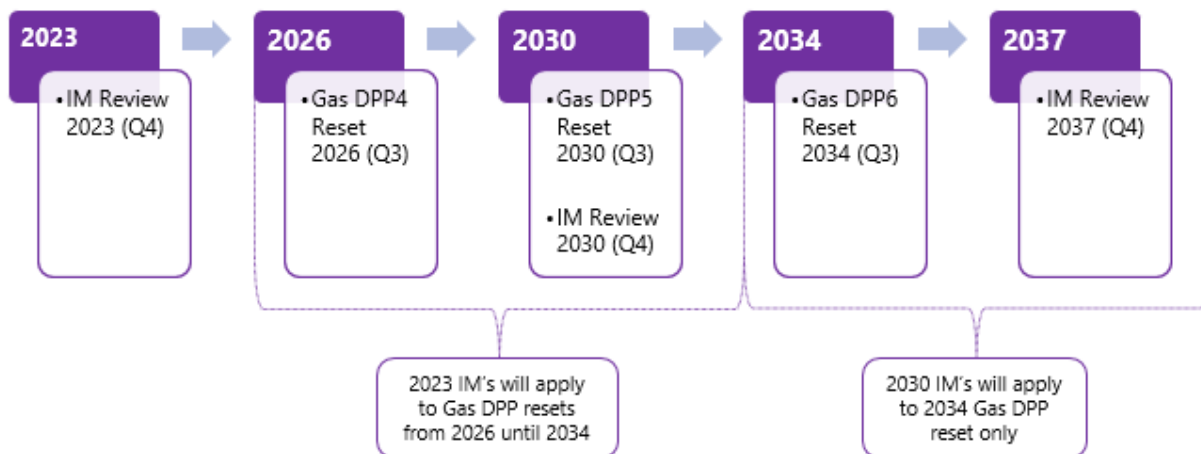 2023
• IM Review
2023 (Q4)
2026
• Gas DPP4
Reset
2026 (Q3)
2030
• Gas DPP5
Reset
2030 (Q3)
• IM Review
2030 (Q4)
2034
• Gas DPP6
Reset
2034 (Q3)
2037
• IM Review
2037 (Q4)
2023 IM's will apply
to Gas DPP resets
from 2026 until 2034
2030 IM's will apply
to 2034 Gas DPP
reset only